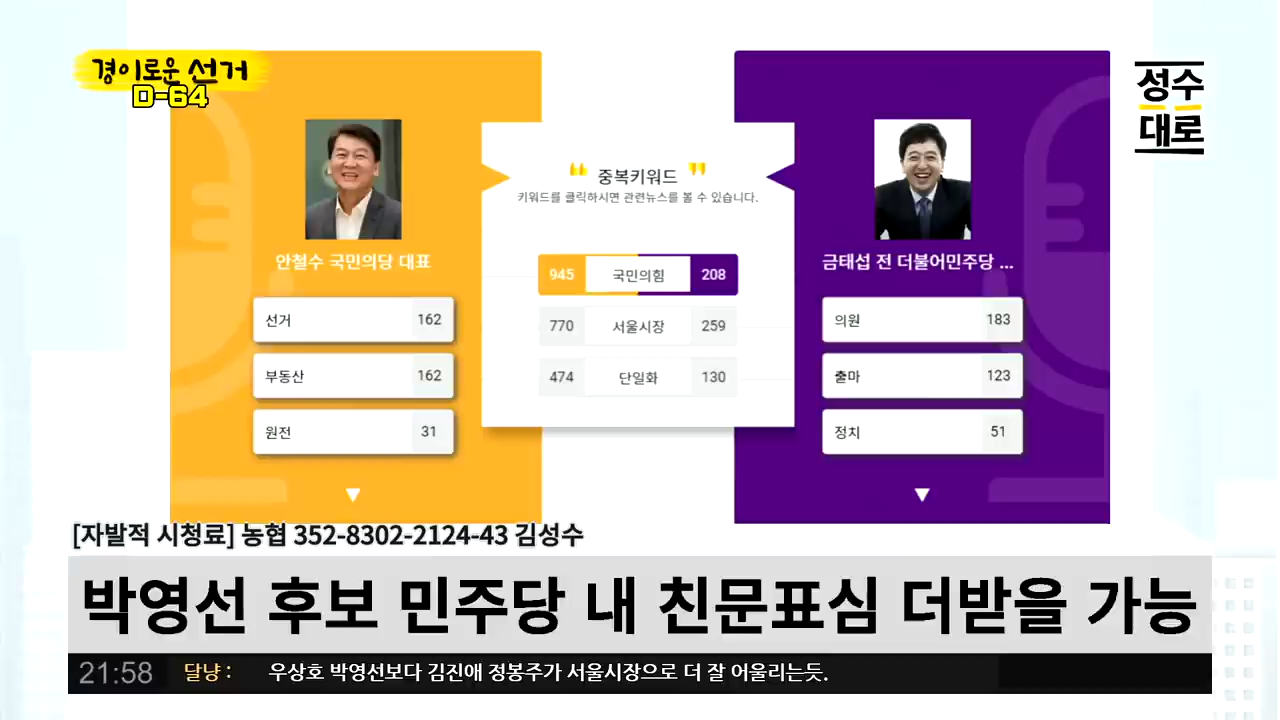 경이로운 선거
D-64
성수
대로
중복키워드
키워드를 클릭하시면 관련뉴스를 볼 수 있습니다.
안철수 국민의당 대표
금태섭 전 더불어민주당 ...
945 국민의힘 208
770 서울시장 259
474 단일화 130
선거 162
부동산 162
원전 31
의원 183
출마 123
정치 51
[자발적 시청료] 농협 352-8302-2124-43 김성수
박영선 후보 민주당 내 친문표심 더받을 가능
21:58 달냥 : 우상호 박영선보다 김진애 정봉주가 서울시장으로 더 잘 어울리는듯.